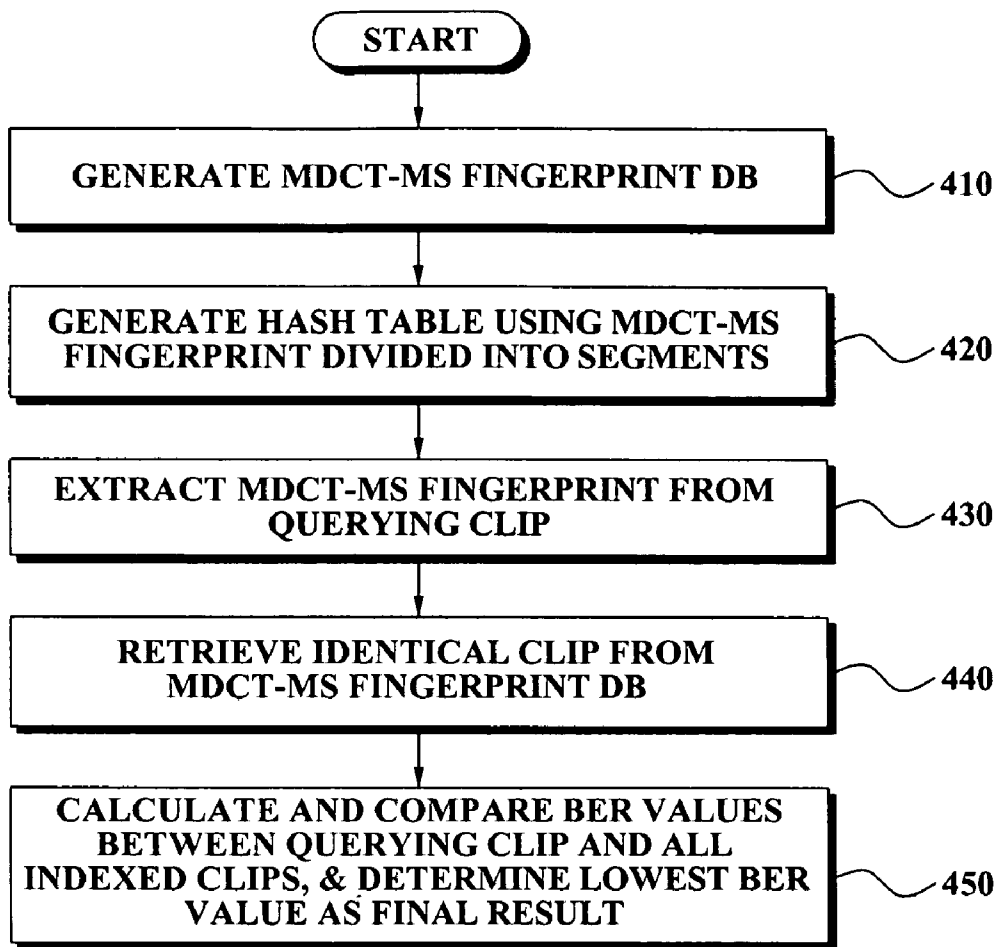 START
GENERATE MDCT-MS FINGERPRINT DB
410
GENERATE HASH TABLE USING MDCT-MS
FINGERPRINT DIVIDED INTO SEGMENTS
420
EXTRACT MDCT-MS FINGERPRINT FROM
QUERYING CLIP
430
RETRIEVE IDENTICAL CLIP FROM
MDCT-MS FINGERPRINT DB
440
CALCULATE AND COMPARE BER VALUES
BETWEEN QUERYING CLIP AND ALL
INDEXED CLIPS, & DETERMINE LOWEST BER
VALUE AS FINAL RESULT
450